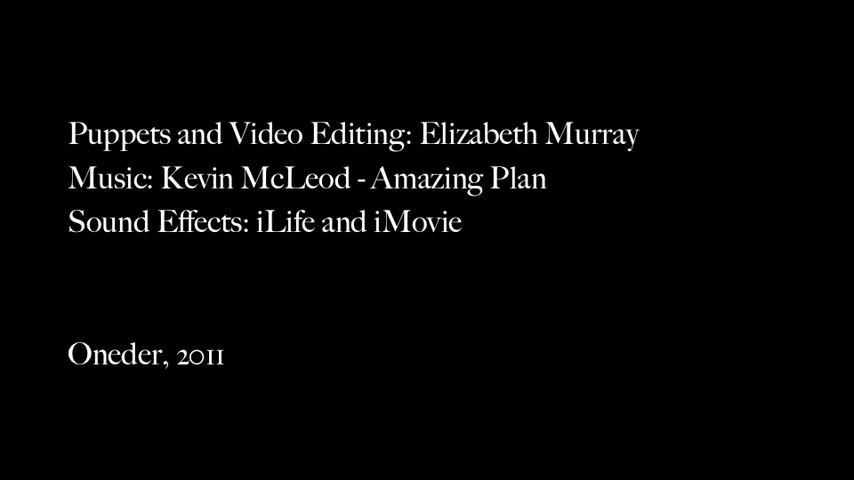 Puppets and Video Editing: Elizabeth Murray
Music: Kevin McLeod - Amazing Plan
Sound Effects: iLife and iMovie
Oneder, 2011